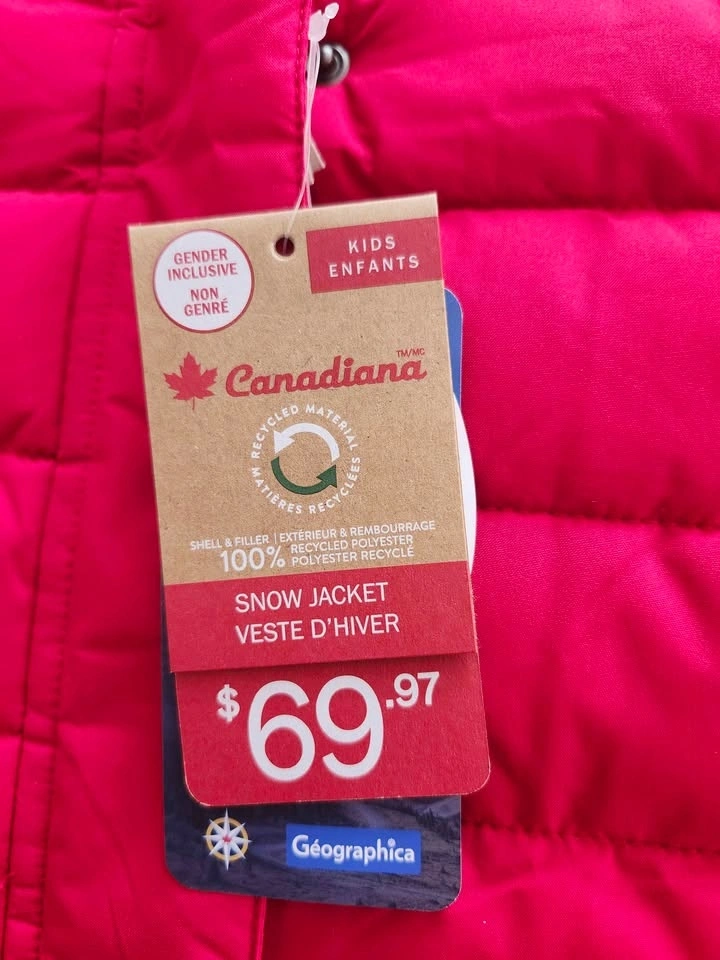 GENDER
INCLUSIVE
NON
GENRÉ
KIDS
ENFANTS
Canadiana TM/MC
RECYCLED MATERIAL
MATIÈRES RECYCLÉES
SHELL & FILLER | EXTÉRIEUR & REMBOURRAGE
100% RECYCLED POLYESTER
POLYESTER RECYCLÉ
SNOW JACKET
VESTE D'HIVER
$69.97
Géographica